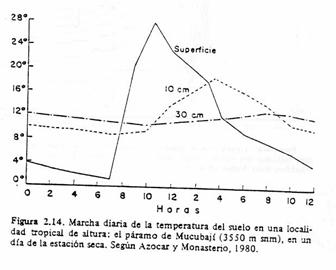 28°
24°
20°
16°
12°
8°
4°
0°
Superficie
10 cm
30 cm
0 2 4 6 8 10 12 2 4 6 8 10 12
Horas
Figura 2.14. Marcha diaria de la temperatura del suelo en una locali-
dad tropical de altura: el páramo de Mucubají (3550 m snm), en un
día de la estación seca. Según Azocar y Monasterio, 1980.